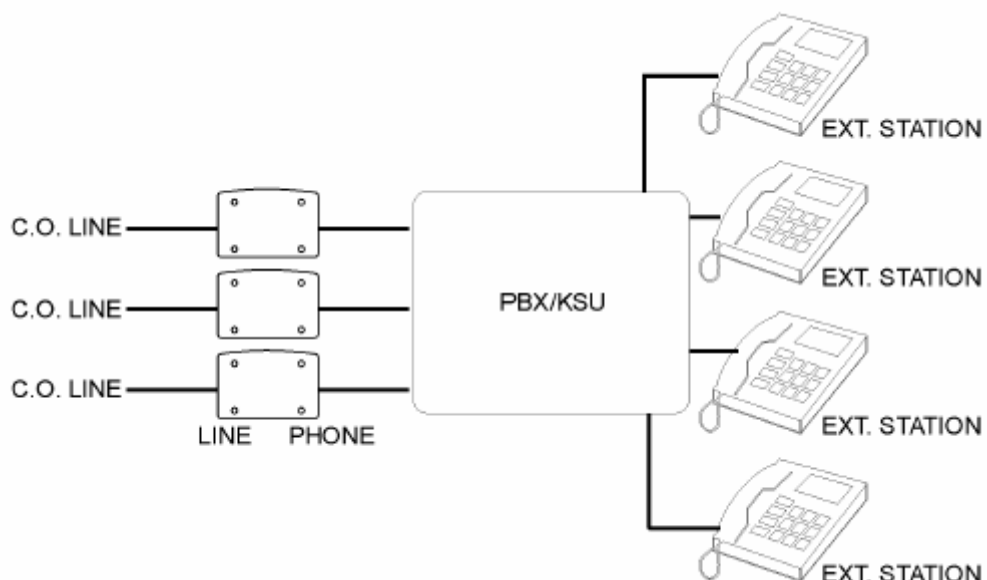 EXT. STATION
C.O. LINE
EXT. STATION
C.O. LINE
PBX/KSU
C.O. LINE
EXT. STATION
LINE PHONE
EXT. STATION